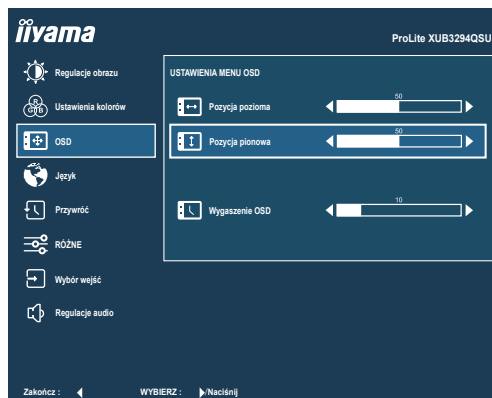 iiyama
ProLite XUB3294QSU
Regulacje obrazu
USTAWIENIA MENU OSD
R
G B
Ustawienia kolorów
Pozycja pozioma
50
OSD
Pozycja pionowa
50
Język
Przywróć
Wygaszenie OSD
10
RÓŻNE
Wybór wejść
Regulacje audio
Zakończ :
WYBIERZ :
/Naciśnij